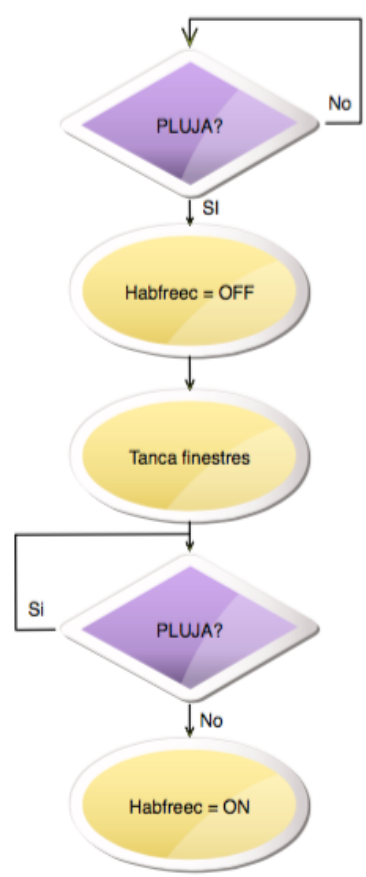 PLUJA?
No
SI
Habfreec = OFF
Tanca finestres
Si
PLUJA?
No
Habfreec = ON